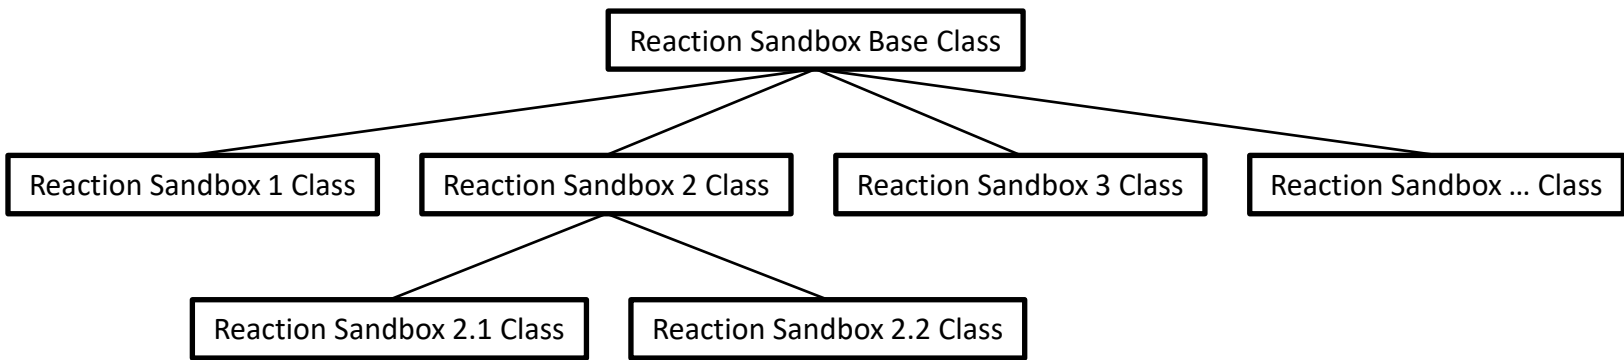 Reaction Sandbox Base Class
Reaction Sandbox 1 Class
Reaction Sandbox 2 Class
Reaction Sandbox 3 Class
Reaction Sandbox ... Class
Reaction Sandbox 2.1 Class
Reaction Sandbox 2.2 Class